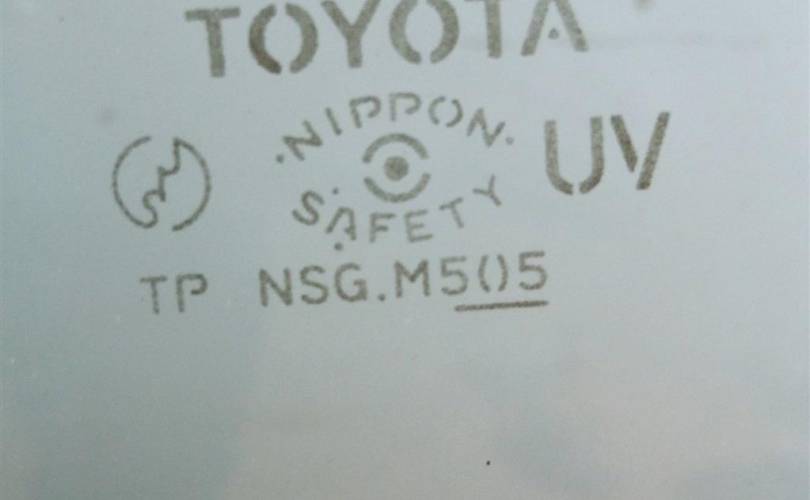 TOYOTA
NIPPON
SAFETY
UV
TP NSG.M505